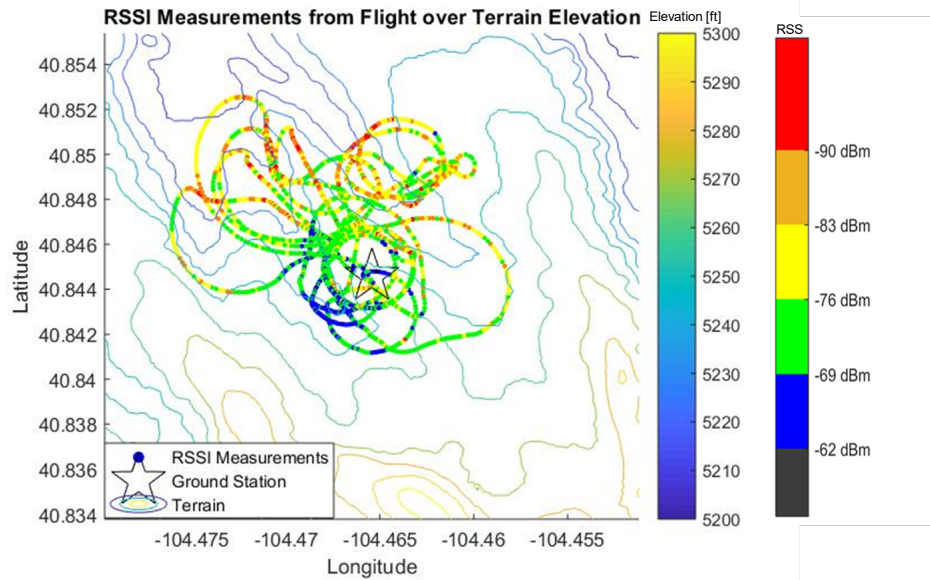 RSSI Measurements from Flight over Terrain Elevation
Elevation [ft]
RSS
40.854
40.852
40.85
40.848
40.846
40.844
40.842
40.84
40.838
40.836
40.834
Latitude
-104.475
-104.47
-104.465
-104.46
-104.455
Longitude
RSSI Measurements
Ground Station
Terrain
5300
5290
5280
5270
5260
5250
5240
5230
5220
5210
5200
-90 dBm
-83 dBm
-76 dBm
-69 dBm
-62 dBm